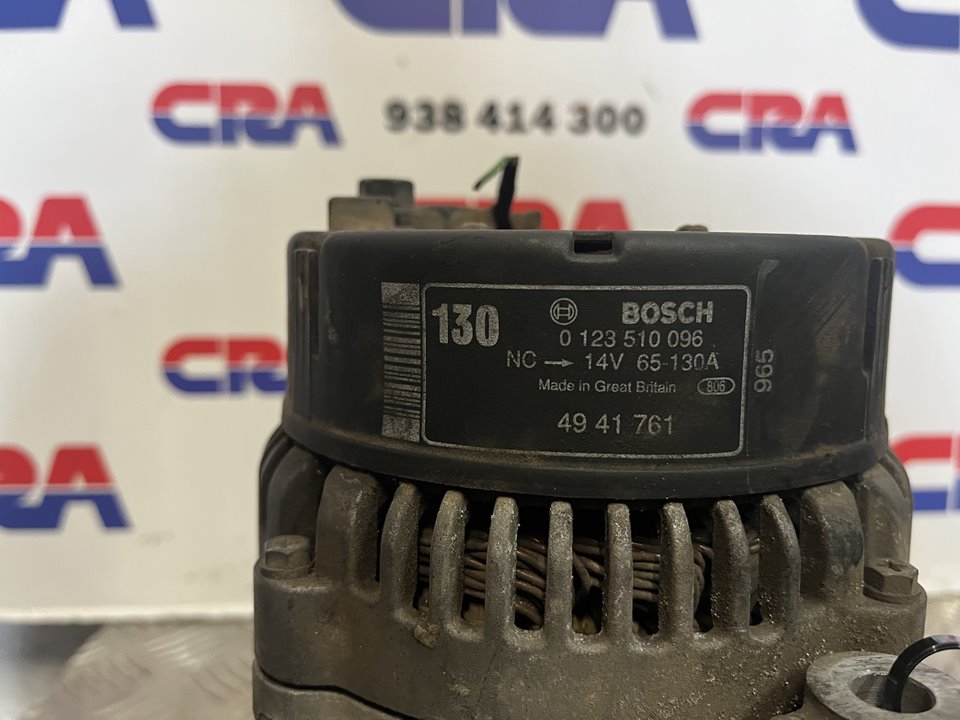 CRA
CRA 938 414 300 CRA
CRA
CRA
CRA
CRA
CRA
130 BOSCH
0 123 510 096
NC → 14V 65-130A
Made in Great Britain 806
49 41 761
965